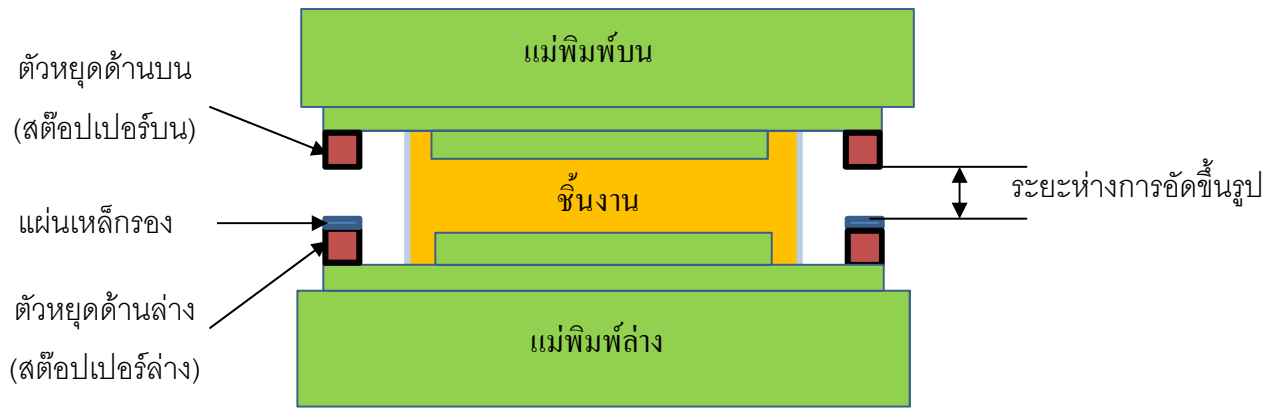 แม่พิมพ์บน
ตัวหยุดด้านบน
(สต๊อปเปอร์บน)
ชิ้นงาน
ระยะห่างการอัดขึ้นรูป
แผ่นเหล็กรอง
ตัวหยุดด้านล่าง
(สต๊อปเปอร์ล่าง)
แม่พิมพ์ล่าง